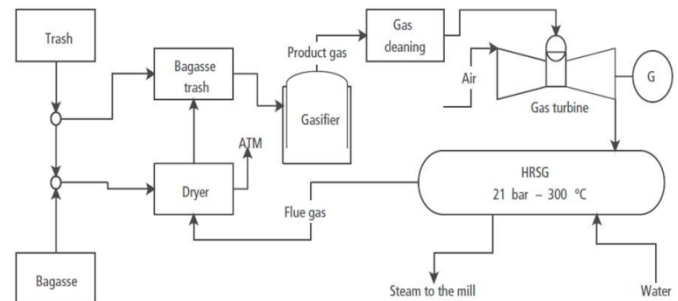 Trash
Bagasse
trash
Product gas
Gas
cleaning
Gasifier
Air
Gas turbine
G
ATM
Dryer
Flue gas
HRSG
21 bar – 300 ºC
Bagasse
Steam to the mill
Water